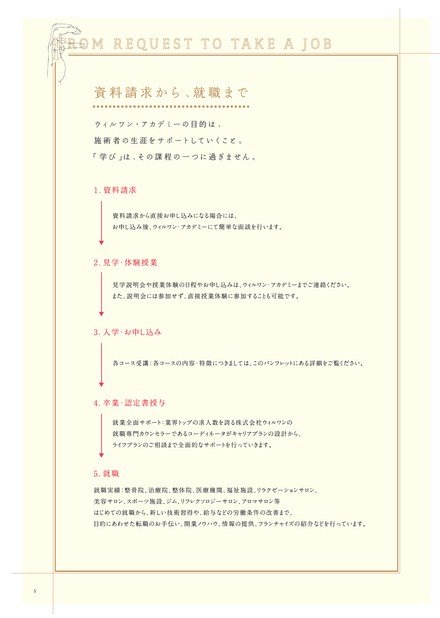 FROM REQUEST TO TAKE A JOB
資料請求から、就職まで
ウィルワン・アカデミーの目的は、
施術者の生涯をサポートしていくこと。
「学び」は、その課程の一つに過ぎません。
1. 資料請求
資料請求から直接お申し込みになる場合には、
お申し込み後、ウィルワン・アカデミーにて簡単な面談を行います。
2. 見学・体験授業
見学説明会や授業体験の日程やお申し込みは、ウィルワン・アカデミーまでご連絡ください。
また、説明会には参加せず、直接授業体験に参加することも可能です。
3. 入学・お申し込み
各コース受講：各コースの内容・特徴につきましては、このパンフレットにある詳細をご覧ください。
4. 卒業・認定書授与
就業全面サポート：業界トップの求人数を誇る株式会社ウィルワンの
就職専門カウンセラーであるコーディネータがキャリアプランの設計から、
ライフプランのご相談まで全面的なサポートを行っていきます。
5. 就職
就職実績：整骨院、治療院、整体院、医療機関、福祉施設、リラクゼーションサロン、
美容サロン、スポーツ施設、ジム、リフレクソロジーサロン、アロマサロン等
はじめての就職から、新しい技術習得や、給与などの労働条件の改善まで、
目的にあわせた転職のお手伝い、開業ノウハウ、情報の提供、フランチャイズの紹介などを行っています。
5